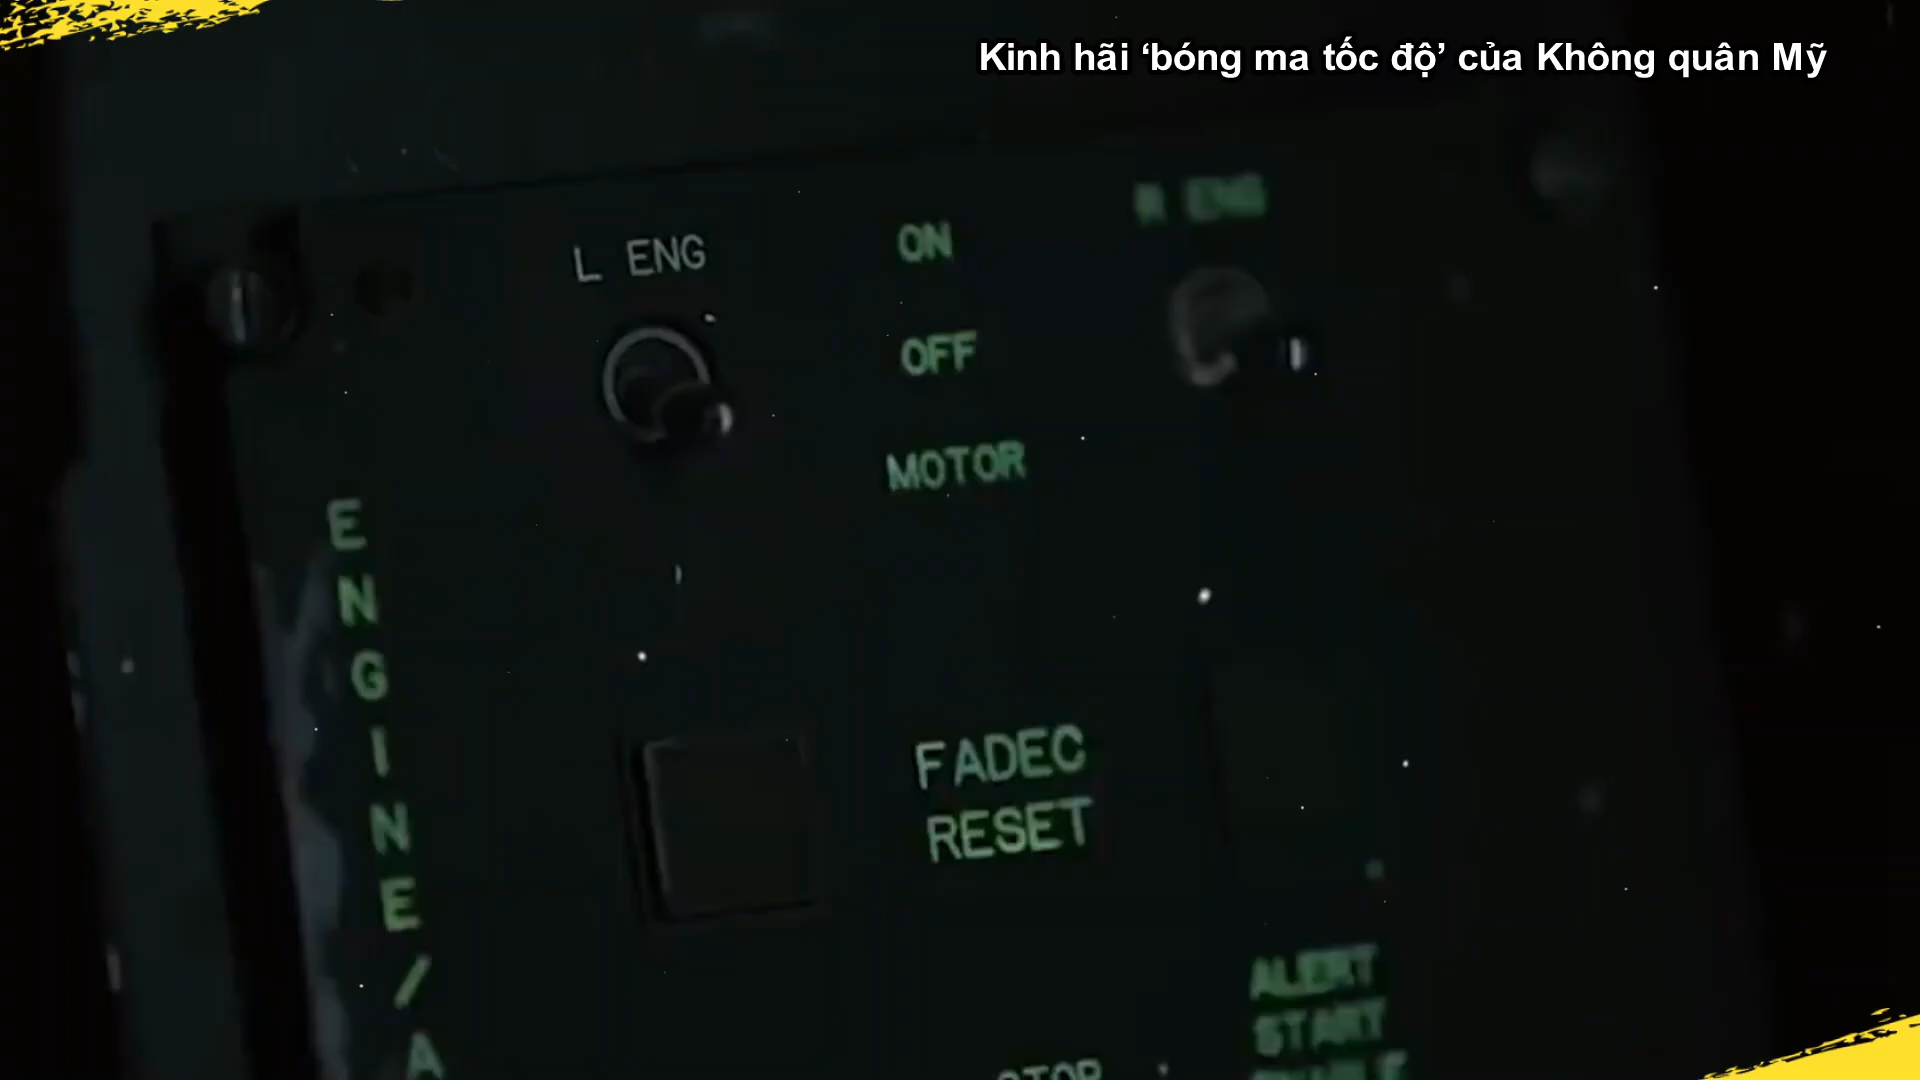 Kinh hãi ‘bóng ma tốc độ’ của Không quân Mỹ
L ENG
ON
R ENG
OFF
MOTOR
ENGINE/A
FADEC
RESET
ALERT
START